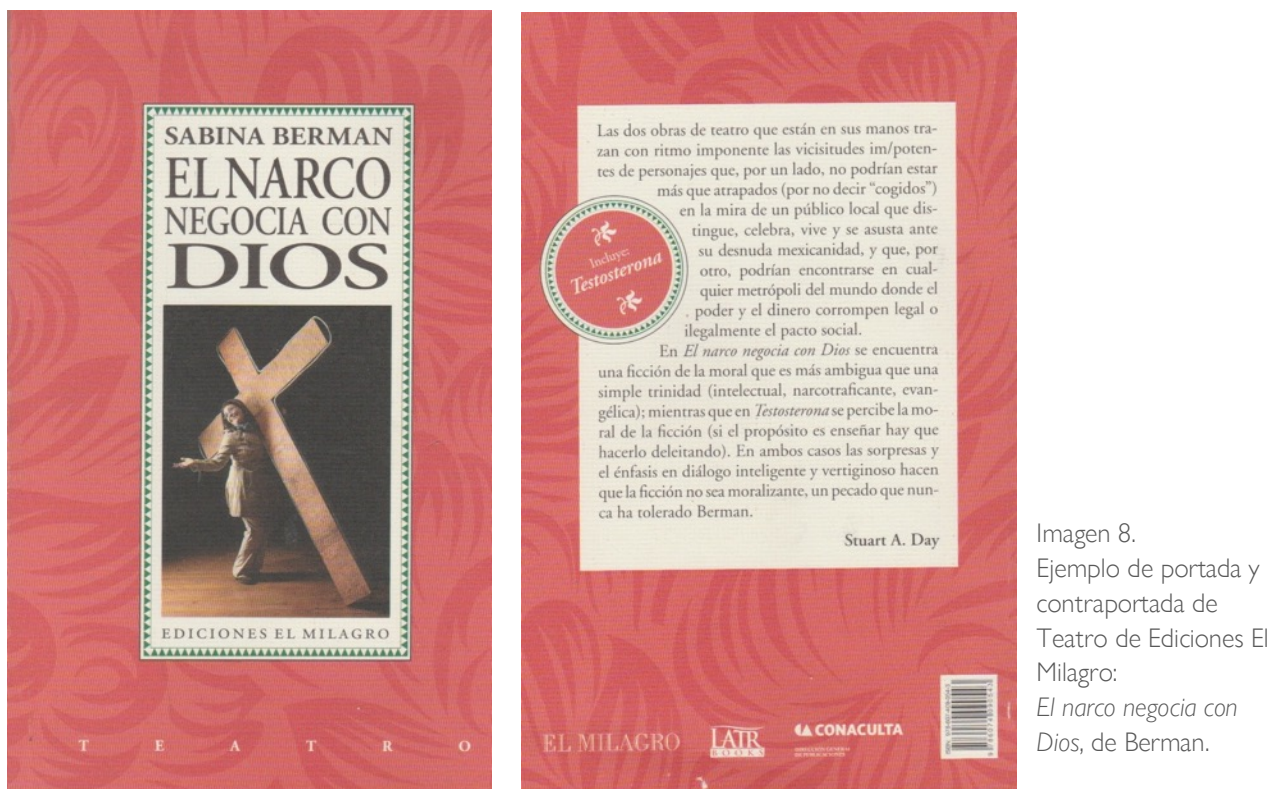 SABINA BERMAN
EL NARCO
NEGOCIA CON
DIOS
EDICIONES EL MILAGRO
T E A T R O
Las dos obras de teatro que están en sus manos tra-
zan con ritmo imponente las vicisitudes im/poten-
tes de personajes que, por un lado, no podrían estar
más que atrapados (por no decir “cogidos”)
en la mira de un público local que dis-
tingue, celebra, vive y se asusta ante
su desnuda mexicanidad, y que, por
otro, podrían encontrarse en cual-
quier metrópoli del mundo donde el
poder y el dinero corrompen legal o
ilegalmente el pacto social.
En El narco negocia con Dios se encuentra
una ficción de la moral que es más ambigua que una
simple trinidad (intelectual, narcotraficante, evan-
gélica); mientras que en Testosterona se percibe la mo-
ral de la ficción (si el propósito es enseñar hay que
hacerlo deleitando). En ambos casos las sorpresas y
el énfasis en diálogo inteligente y vertiginoso hacen
que la ficción no sea moralizante, un pecado que nun-
ca ha tolerado Berman.
Stuart A. Day
Incluye:
Testosterona
EL MILAGRO
LATR
BOOKS
CONACULTA
DIRECCIÓN GENERAL
DE PUBLICACIONES
Imagen 8.
Ejemplo de portada y
contraportada de
Teatro de Ediciones El
Milagro:
El narco negocia con
Dios, de Berman.